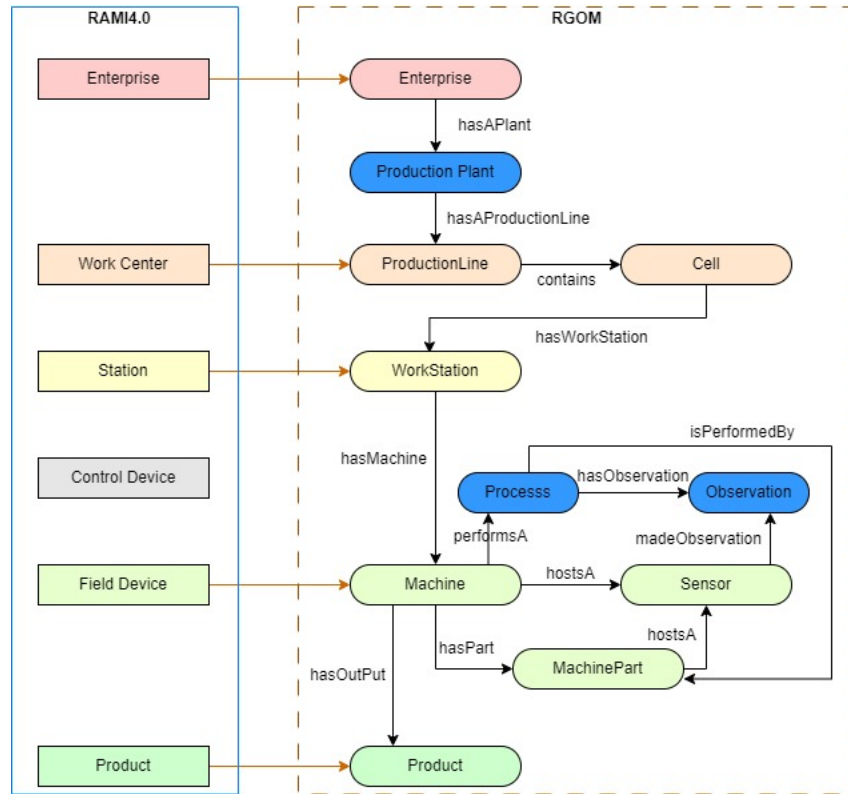 RAMI4.0
RGOM
Enterprise
Enterprise
hasAPlant
Production Plant
hasAProductionLine
Work Center
ProductionLine
contains
Cell
hasWorkStation
Station
WorkStation
isPerformedBy
hasMachine
Control Device
Processs
hasObservation
Observation
performsA
madeObservation
Field Device
Machine
hostsA
Sensor
hasPart
hostsA
MachinePart
hasOutPut
Product
Product